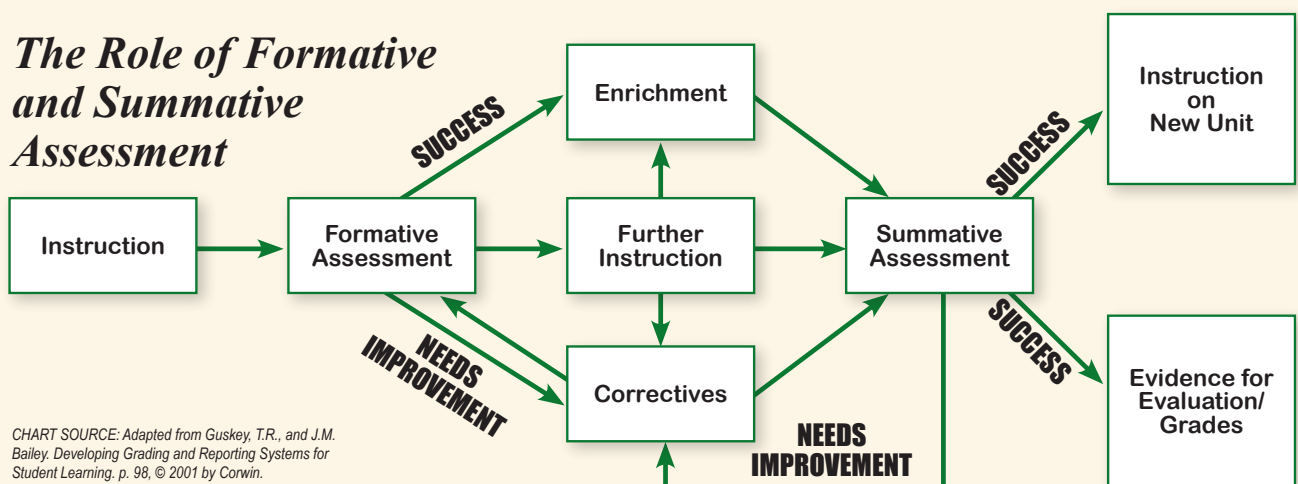 The Role of Formative
and Summative
Assessment
Enrichment
Instruction
on
New Unit
SUCCESS
SUCCESS
Instruction
Formative
Assessment
Further
Instruction
Summative
Assessment
NEEDS
IMPROVEMENT
SUCCESS
Correctives
Evidence for
Evaluation/
Grades
NEEDS
IMPROVEMENT
CHART SOURCE: Adapted from Guskey, T.R., and J.M.
Bailey. Developing Grading and Reporting Systems for
Student Learning. p. 98, © 2001 by Corwin.